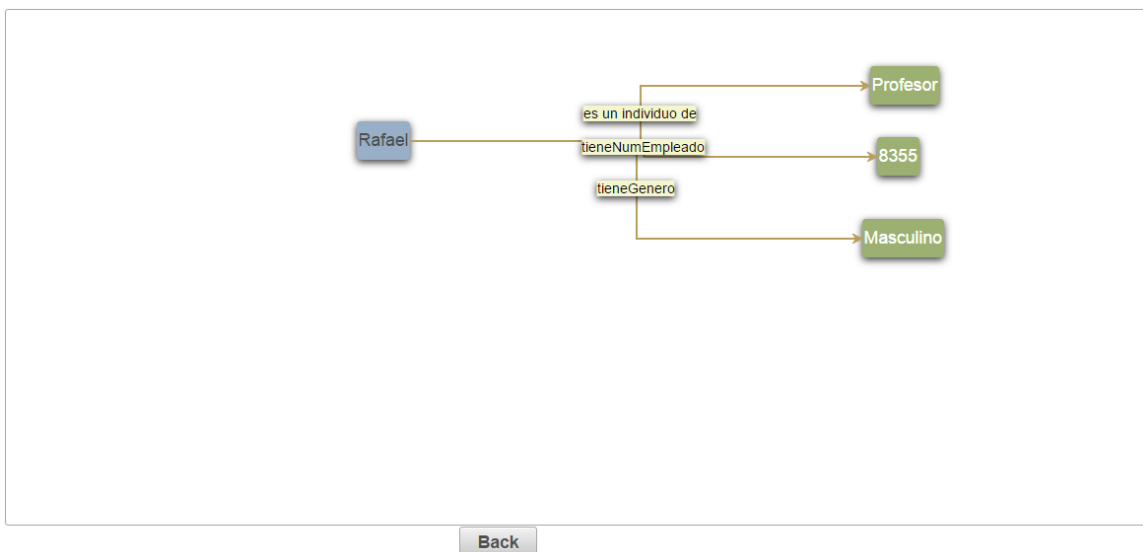 Profesor
es un individuo de
Rafael
tieneNumEmpleado
8355
tieneGenero
Masculino
Back